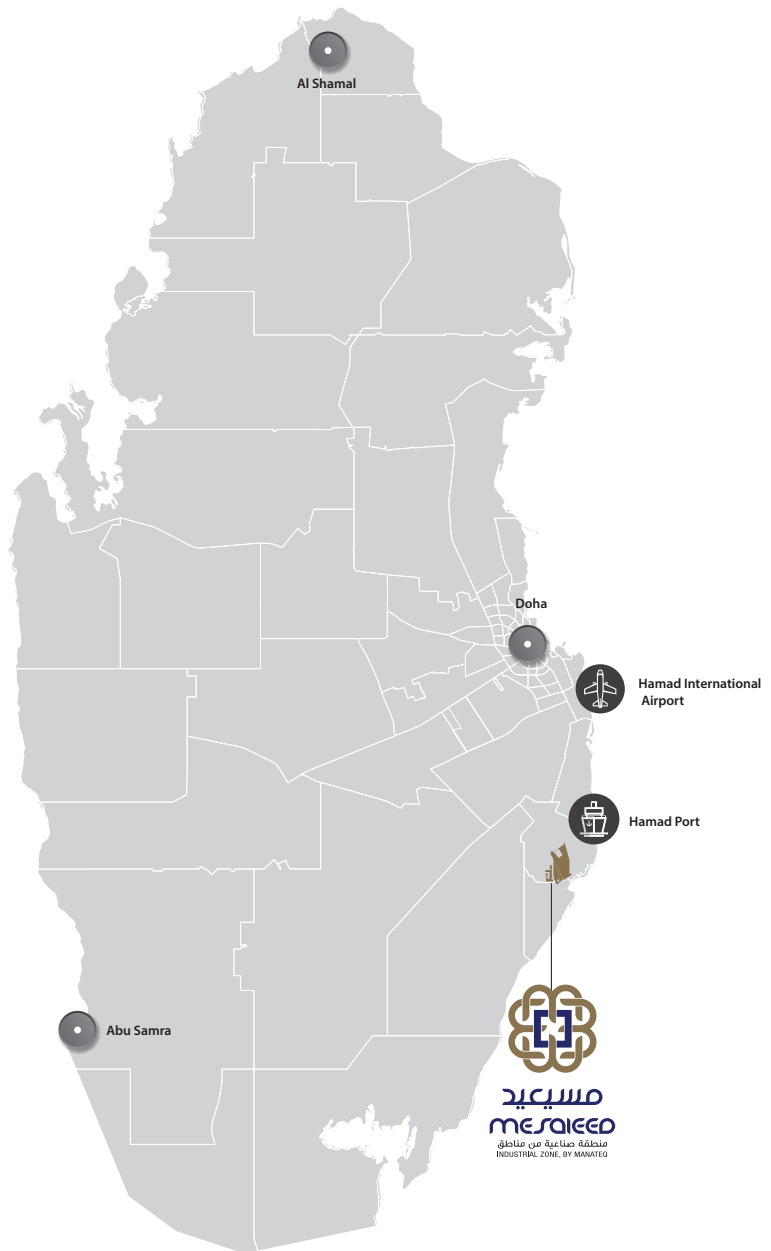 Al Shamal
Doha
Hamad International
Airport
Hamad Port
Abu Samra
مسيعيد
mesaieed
منطقة صناعية من مناطق
INDUSTRIAL ZONE, BY MANATEQ